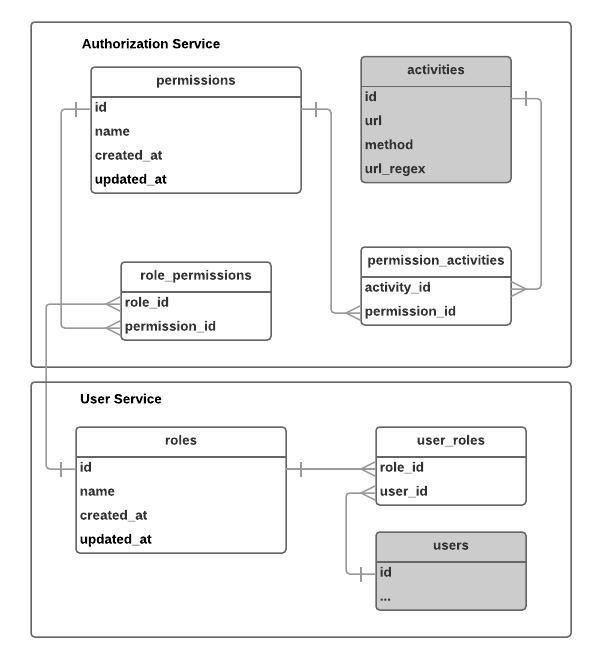 Authorization Service
permissions
id
name
created_at
updated_at
activities
id
url
method
url_regex
role_permissions
role_id
permission_id
permission_activities
activity_id
permission_id
User Service
roles
id
name
created_at
updated_at
user_roles
role_id
user_id
users
id
...